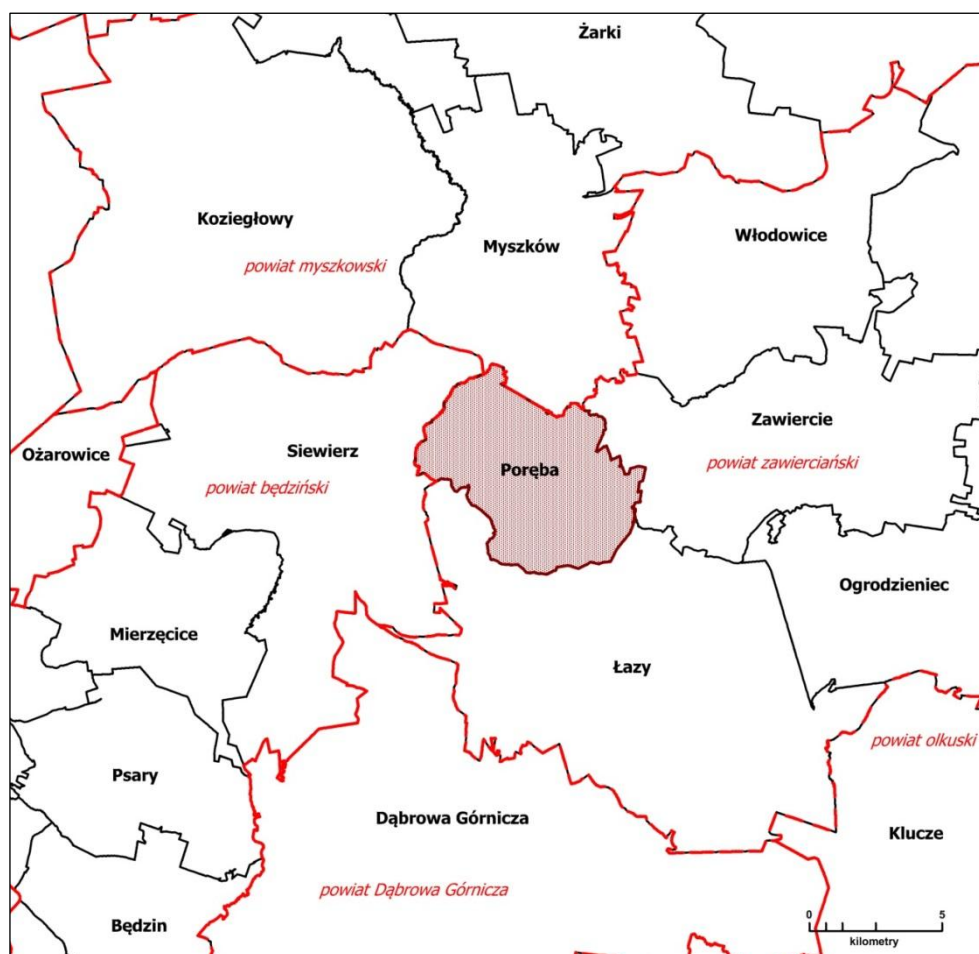 Żarki
Koziegłowy
Włodowice
Myszków
powiat myszkowski
Zawiercie
Ożarowice
Siewierz
Poręba
powiat zawierciański
powiat będziński
Ogrodzieniec
Mierzęcice
Łazy
powiat olkuski
Psary
Dąbrowa Górnicza
Klucze
powiat Dąbrowa Górnicza
Będzin
0 5
kilometry